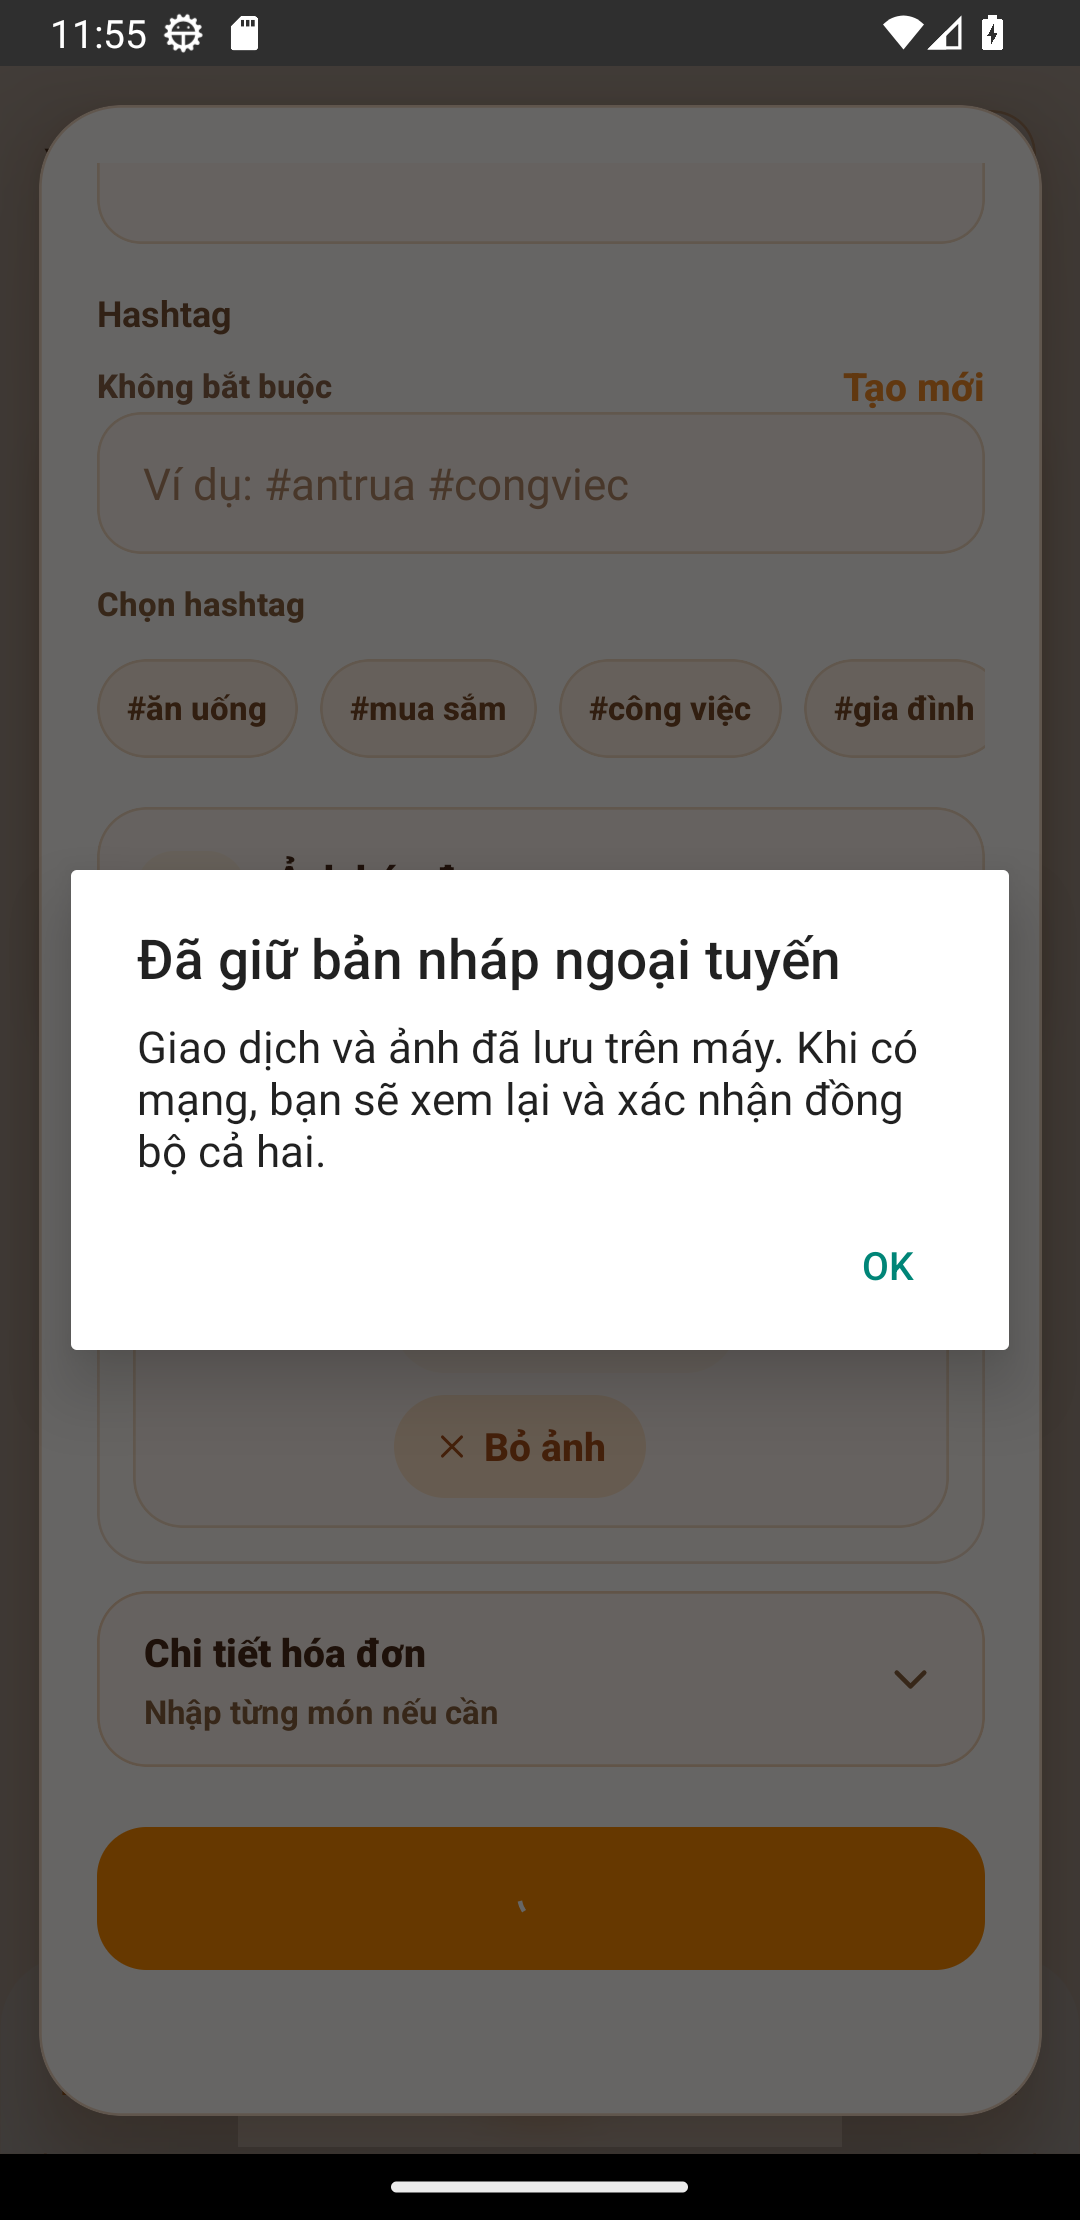 11:55
Hashtag
Không bắt buộc
Tạo mới
Ví dụ: #antrua #congviec
Chọn hashtag
#ăn uống #mua sắm #công việc #gia đình
Đã giữ bản nháp ngoại tuyến
Giao dịch và ảnh đã lưu trên máy. Khi có
mạng, bạn sẽ xem lại và xác nhận đồng
bộ cả hai.
OK
Bỏ ảnh
Chi tiết hóa đơn
Nhập từng món nếu cần